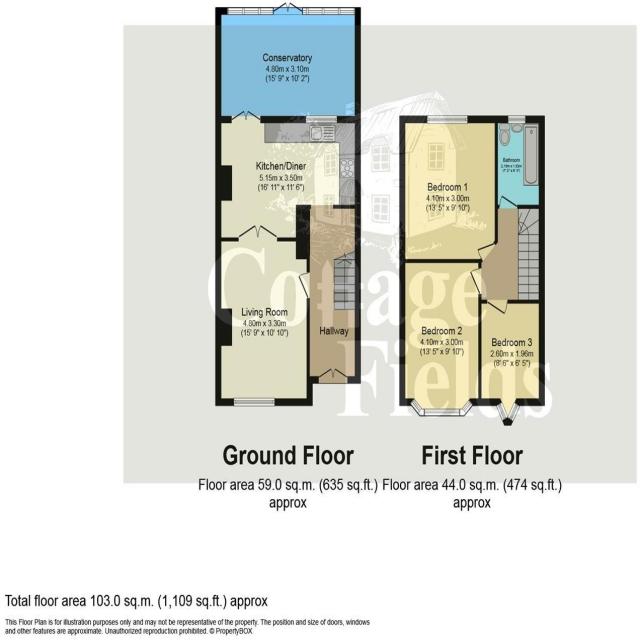 Conservatory
4.80m x 3.10m
(15' 9" x 10' 2")
Kitchen/Diner
5.15m x 3.50m
(16' 11" x 11' 6")
Living Room
4.80m x 3.30m
(15' 9" x 10' 10")
Hallway
Bedroom 1
4.10m x 3.00m
(13' 5" x 9' 10")
Bathroom
Bedroom 2
4.10m x 3.00m
(13' 5" x 9' 10")
Bedroom 3
2.60m x 1.96m
(8' 6" x 6' 5")
Cottage
Fields
Ground Floor
Floor area 59.0 sq.m. (635 sq.ft.)
approx
First Floor
Floor area 44.0 sq.m. (474 sq.ft.)
approx
Total floor area 103.0 sq.m. (1,109 sq.ft.) approx
This Floor Plan is for illustration purposes only and may not be representative of the property. The position and size of doors, windows
and other features are approximate. Unauthorized reproduction prohibited. © PropertyBOX